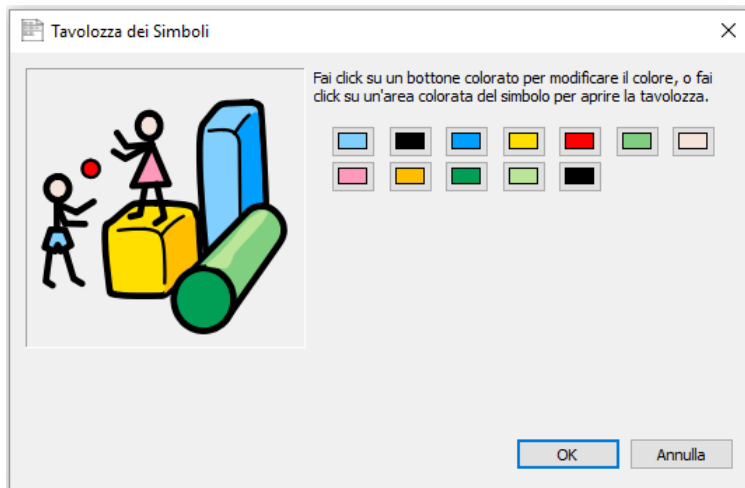 Tavolozza dei Simboli
Fai click su un bottone colorato per modificare il colore, o fai
click su un'area colorata del simbolo per aprire la tavolozza.
OK
Annulla